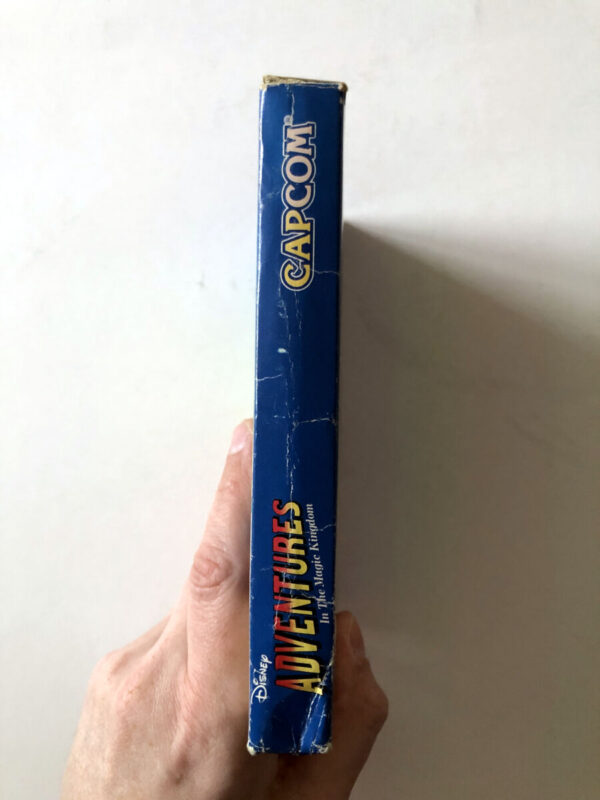 Disney
ADVENTURES
In The Magic Kingdom
CAPCOM®